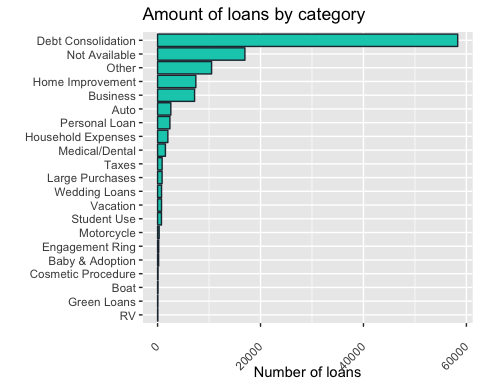 Amount of loans by category
Debt Consolidation
Not Available
Other
Home Improvement
Business
Auto
Personal Loan
Household Expenses
Medical/Dental
Taxes
Large Purchases
Wedding Loans
Vacation
Student Use
Motorcycle
Engagement Ring
Baby & Adoption
Cosmetic Procedure
Boat
Green Loans
RV
0 20000 40000 60000
Number of loans